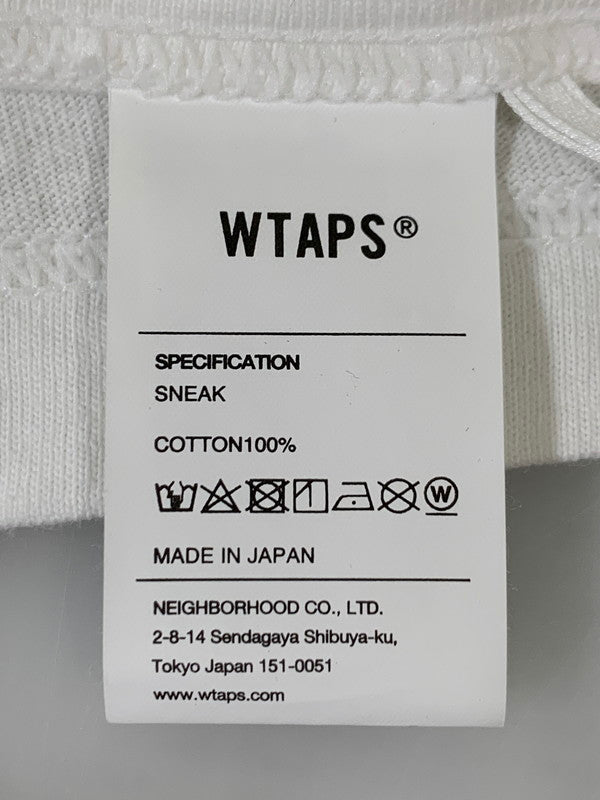 WTAPS®
SPECIFICATION
SNEAK
COTTON100%
W
MADE IN JAPAN
NEIGHBORHOOD CO., LTD.
2-8-14 Sendagaya Shibuya-ku,
Tokyo Japan 151-0051
www.wtaps.com